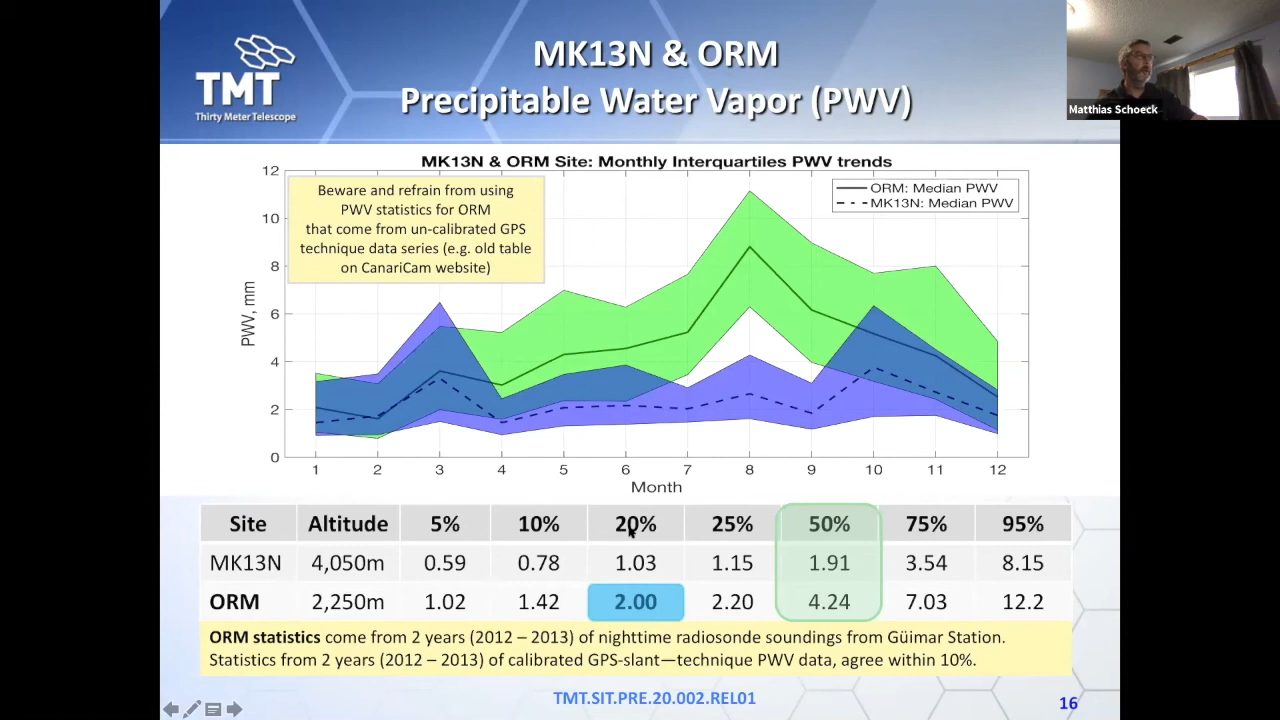 MK13N & ORM
Precipitable Water Vapor (PWV)
TMT
Thirty Meter Telescope
Matthias Schoeck
MK13N & ORM Site: Monthly Interquartiles PWV trends
Beware and refrain from using
PWV statistics for ORM
that come from un-calibrated GPS
technique data series (e.g. old table
on CanariCam website)
ORM: Median PWV
MK13N: Median PWV
PWV, mm
12
10
8
6
4
2
0
1 2 3 4 5 6 7 8 9 10 11 12
Month
Site Altitude 5% 10% 20% 25% 50% 75% 95%
MK13N 4,050m 0.59 0.78 1.03 1.15 1.91 3.54 8.15
ORM 2,250m 1.02 1.42 2.00 2.20 4.24 7.03 12.2
ORM statistics come from 2 years (2012 – 2013) of nighttime radiosonde soundings from Güimar Station.
Statistics from 2 years (2012 – 2013) of calibrated GPS-slant—technique PWV data, agree within 10%.
TMT.SIT.PRE.20.002.REL01
16